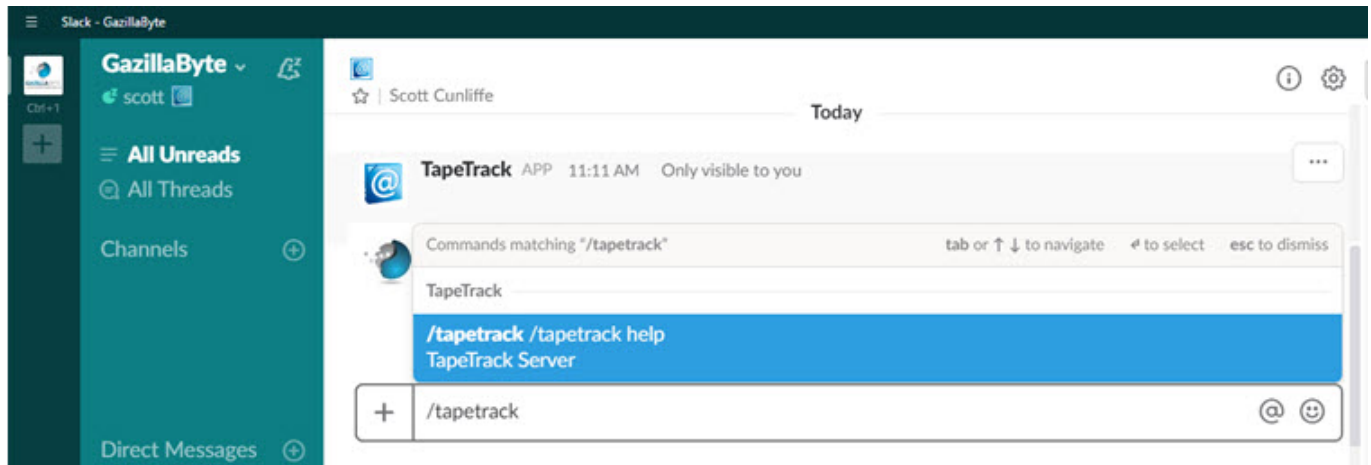 Slack - GazillaByte
GazillaByte
scott
Ctrl+1
All Unreads
All Threads
Channels
Direct Messages
Scott Cunliffe
Today
TapeTrack APP 11:11 AM Only visible to you
Commands matching "/tapetrack" tab or ↑ ↓ to navigate ↵ to select esc to dismiss
TapeTrack
/tapetrack /tapetrack help
TapeTrack Server
/tapetrack